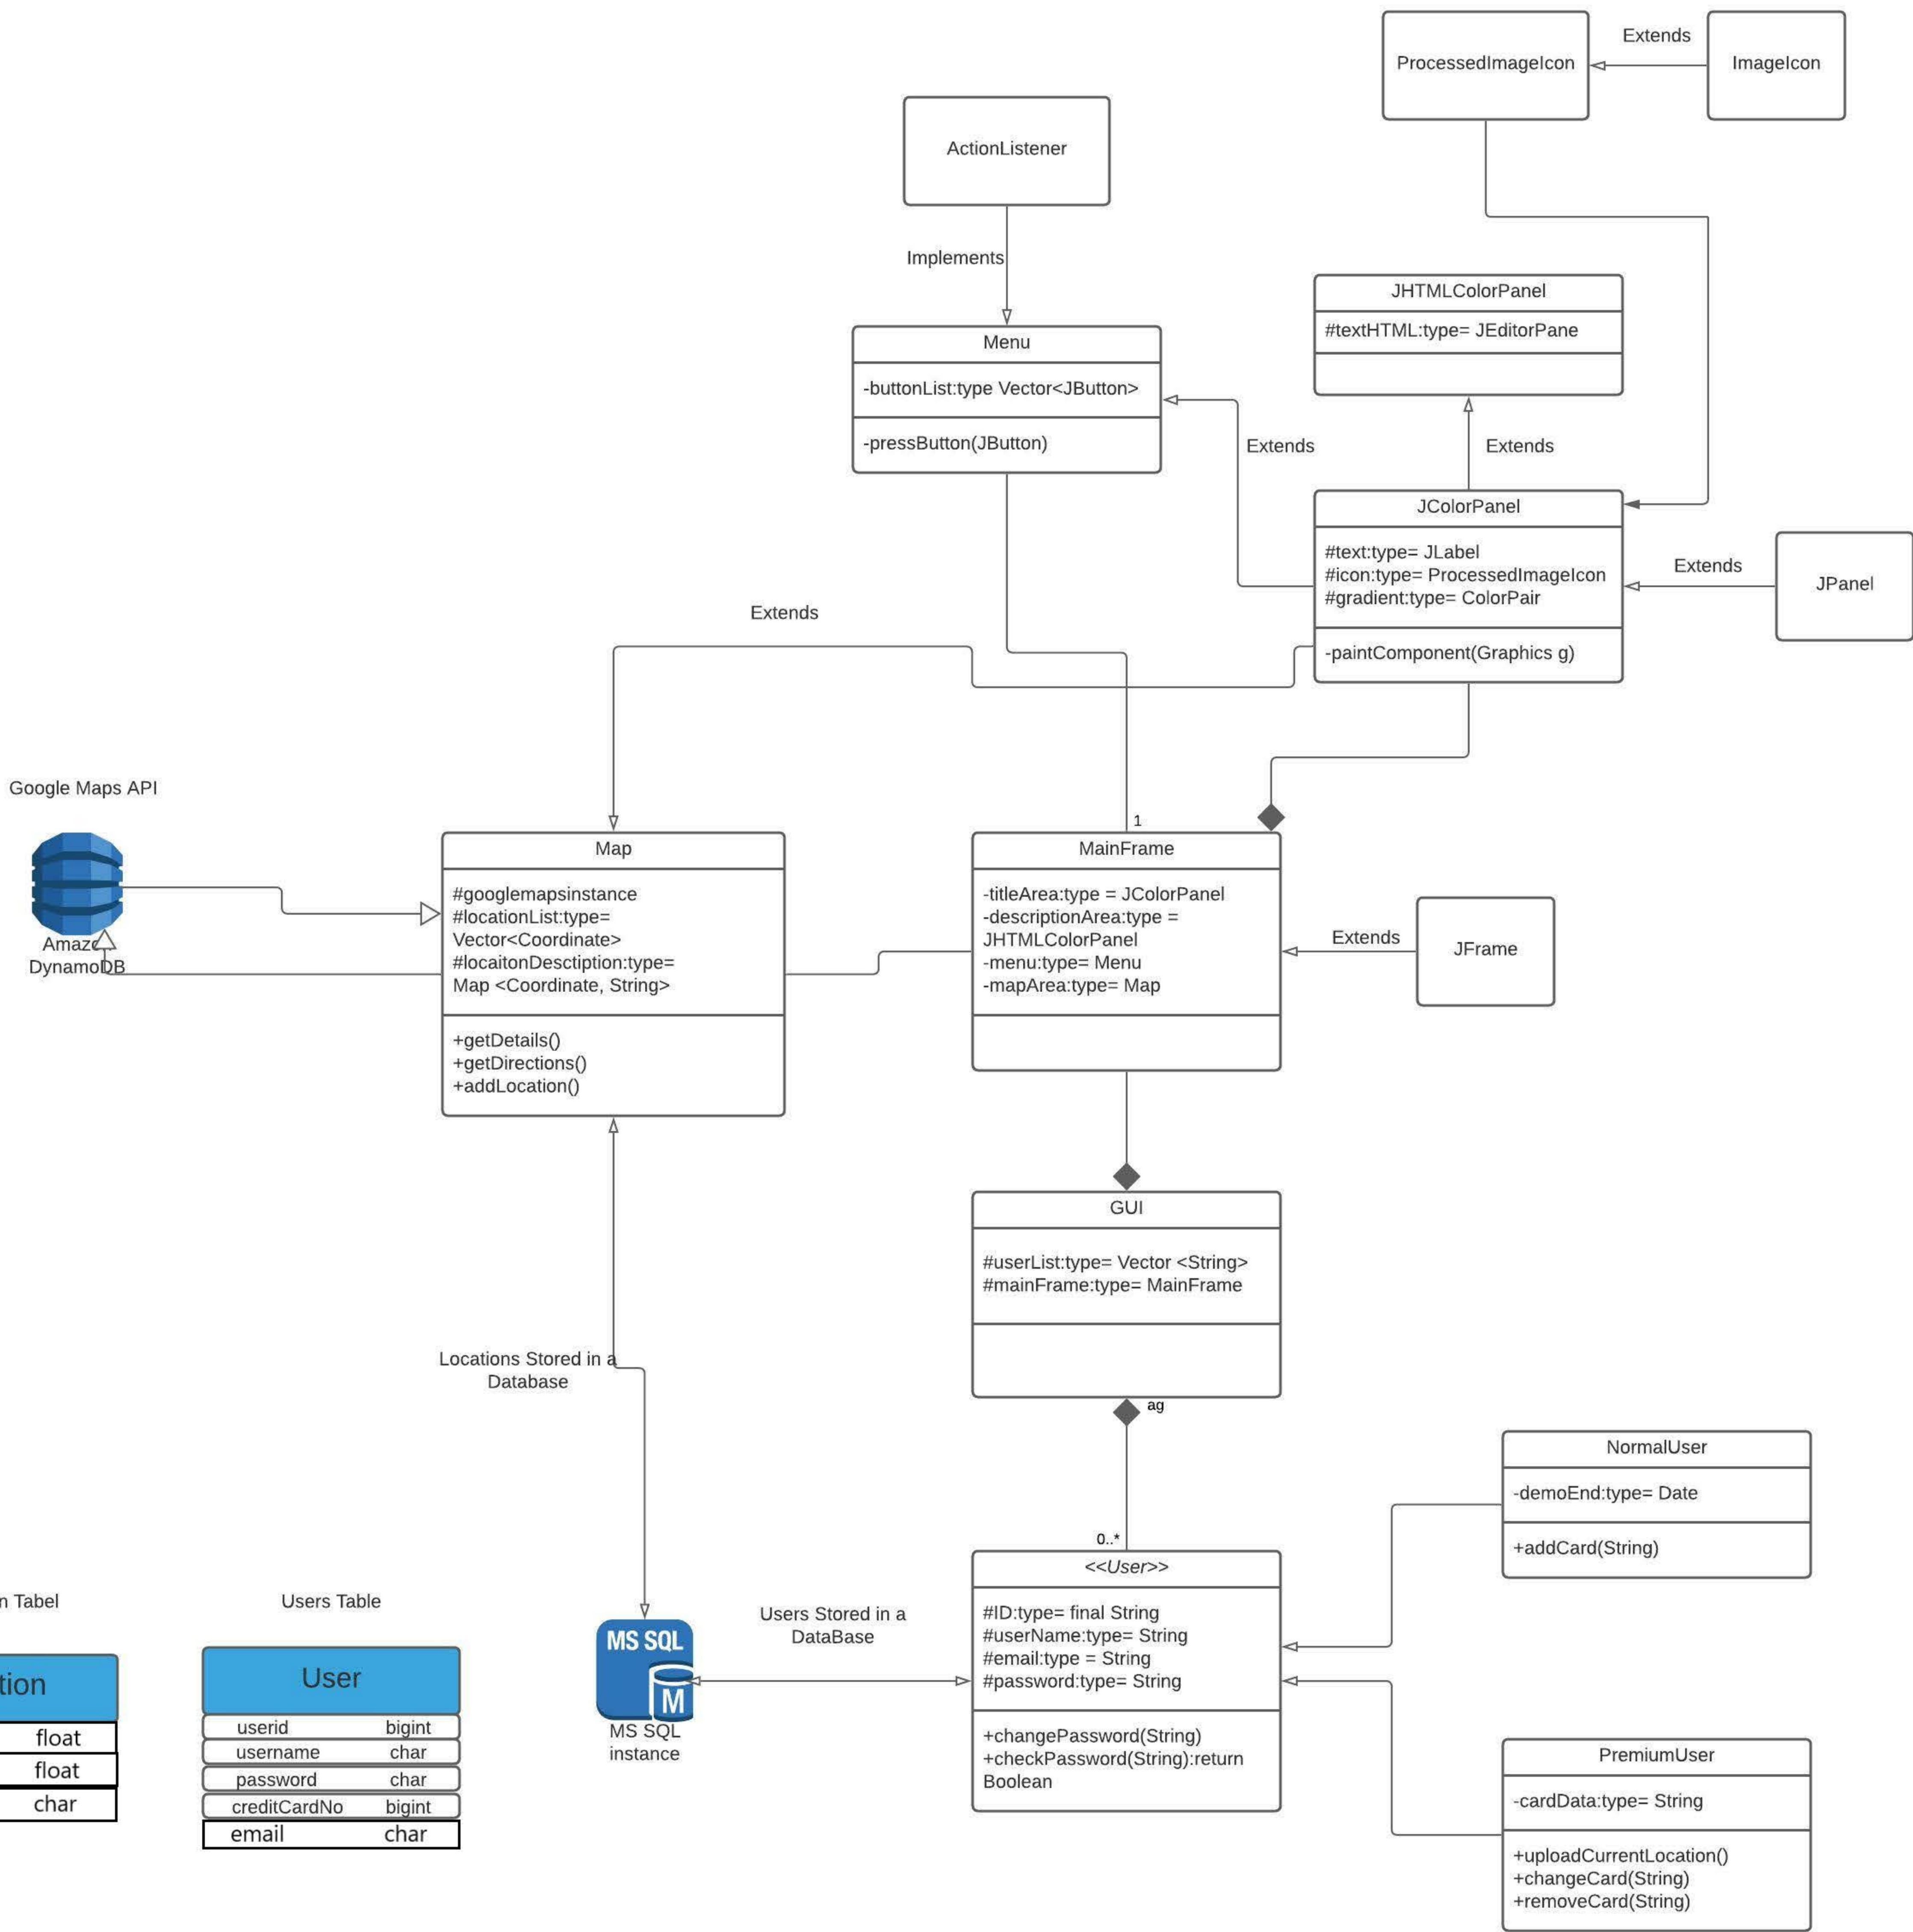 ProcessedImageIcon
Extends
ImageIcon
ActionListener
Implements
JHTMLColorPanel
#textHTML:type= JEditorPane
Menu
-buttonList:type Vector<JButton>
-pressButton(JButton)
Extends
Extends
JColorPanel
#text:type= JLabel
#icon:type= ProcessedImageIcon
#gradient:type= ColorPair
-paintComponent(Graphics g)
Extends
JPanel
Extends
Google Maps API
Amazon
DynamoDB
Map
#googlemapsinstance
#locationList:type=
Vector<Coordinate>
#locaitonDesctiption:type=
Map <Coordinate, String>
+getDetails()
+getDirections()
+addLocation()
1
MainFrame
-titleArea:type = JColorPanel
-descriptionArea:type =
JHTMLColorPanel
-menu:type= Menu
-mapArea:type= Map
Extends
JFrame
GUI
#userList:type= Vector <String>
#mainFrame:type= MainFrame
ag
Locations Stored in a
Database
0..*
<<User>>
#ID:type= final String
#userName:type= String
#email:type = String
#password:type= String
+changePassword(String)
+checkPassword(String):return
Boolean
NormalUser
-demoEnd:type= Date
+addCard(String)
PremiumUser
-cardData:type= String
+uploadCurrentLocation()
+changeCard(String)
+removeCard(String)
Users Stored in a
DataBase
MS SQL
M
MS SQL
instance
n Tabel
tion
float
float
char
Users Table
User
userid bigint
username char
password char
creditCardNo bigint
email char